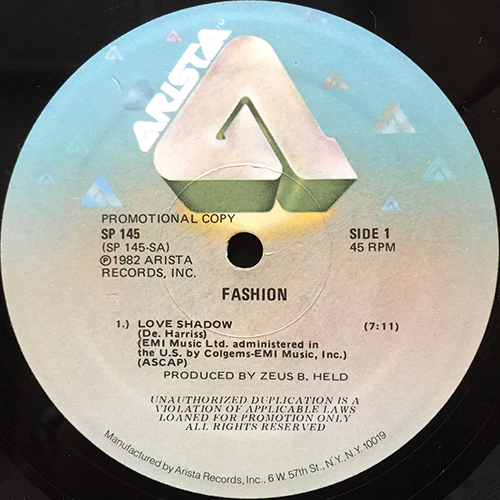 ARISTA
PROMOTIONAL COPY
SP 145
(SP 145-SA)
℗1982 ARISTA
RECORDS, INC.
SIDE 1
45 RPM
FASHION
1.) LOVE SHADOW (7:11)
(De. Harriss)
(EMI Music Ltd. administered in
the U.S. by Colgems-EMI Music, Inc.)
(ASCAP)
PRODUCED BY ZEUS B. HELD
UNAUTHORIZED DUPLICATION IS A
VIOLATION OF APPLICABLE LAWS
LOANED FOR PROMOTION ONLY
ALL RIGHTS RESERVED
Manufactured by Arista Records, Inc., 6 W. 57th St., N.Y., N.Y. 10019